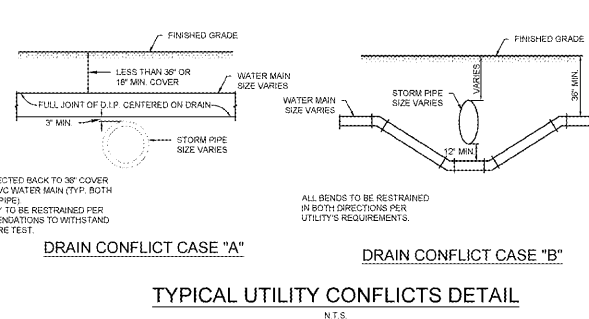 FINISHED GRADE
LESS THAN 36" OR
18" MIN. COVER
WATER MAIN
SIZE VARIES
FULL JOINT OF D.I.P. CENTERED ON DRAIN
3" MIN.
STORM PIPE
SIZE VARIES
ECTED BACK TO 36" COVER
VC WATER MAIN (TYP. BOTH
PIPE)
Y TO BE RESTRAINED PER
ENDATIONS TO WITHSTAND
RE TEST.
DRAIN CONFLICT CASE "A"
FINISHED GRADE
VARIES
36" MIN.
STORM PIPE
SIZE VARIES
WATER MAIN
SIZE VARIES
12" MIN
ALL BENDS TO BE RESTRAINED
IN BOTH DIRECTIONS PER
UTILITY'S REQUIREMENTS.
DRAIN CONFLICT CASE "B"
TYPICAL UTILITY CONFLICTS DETAIL
N.T.S.